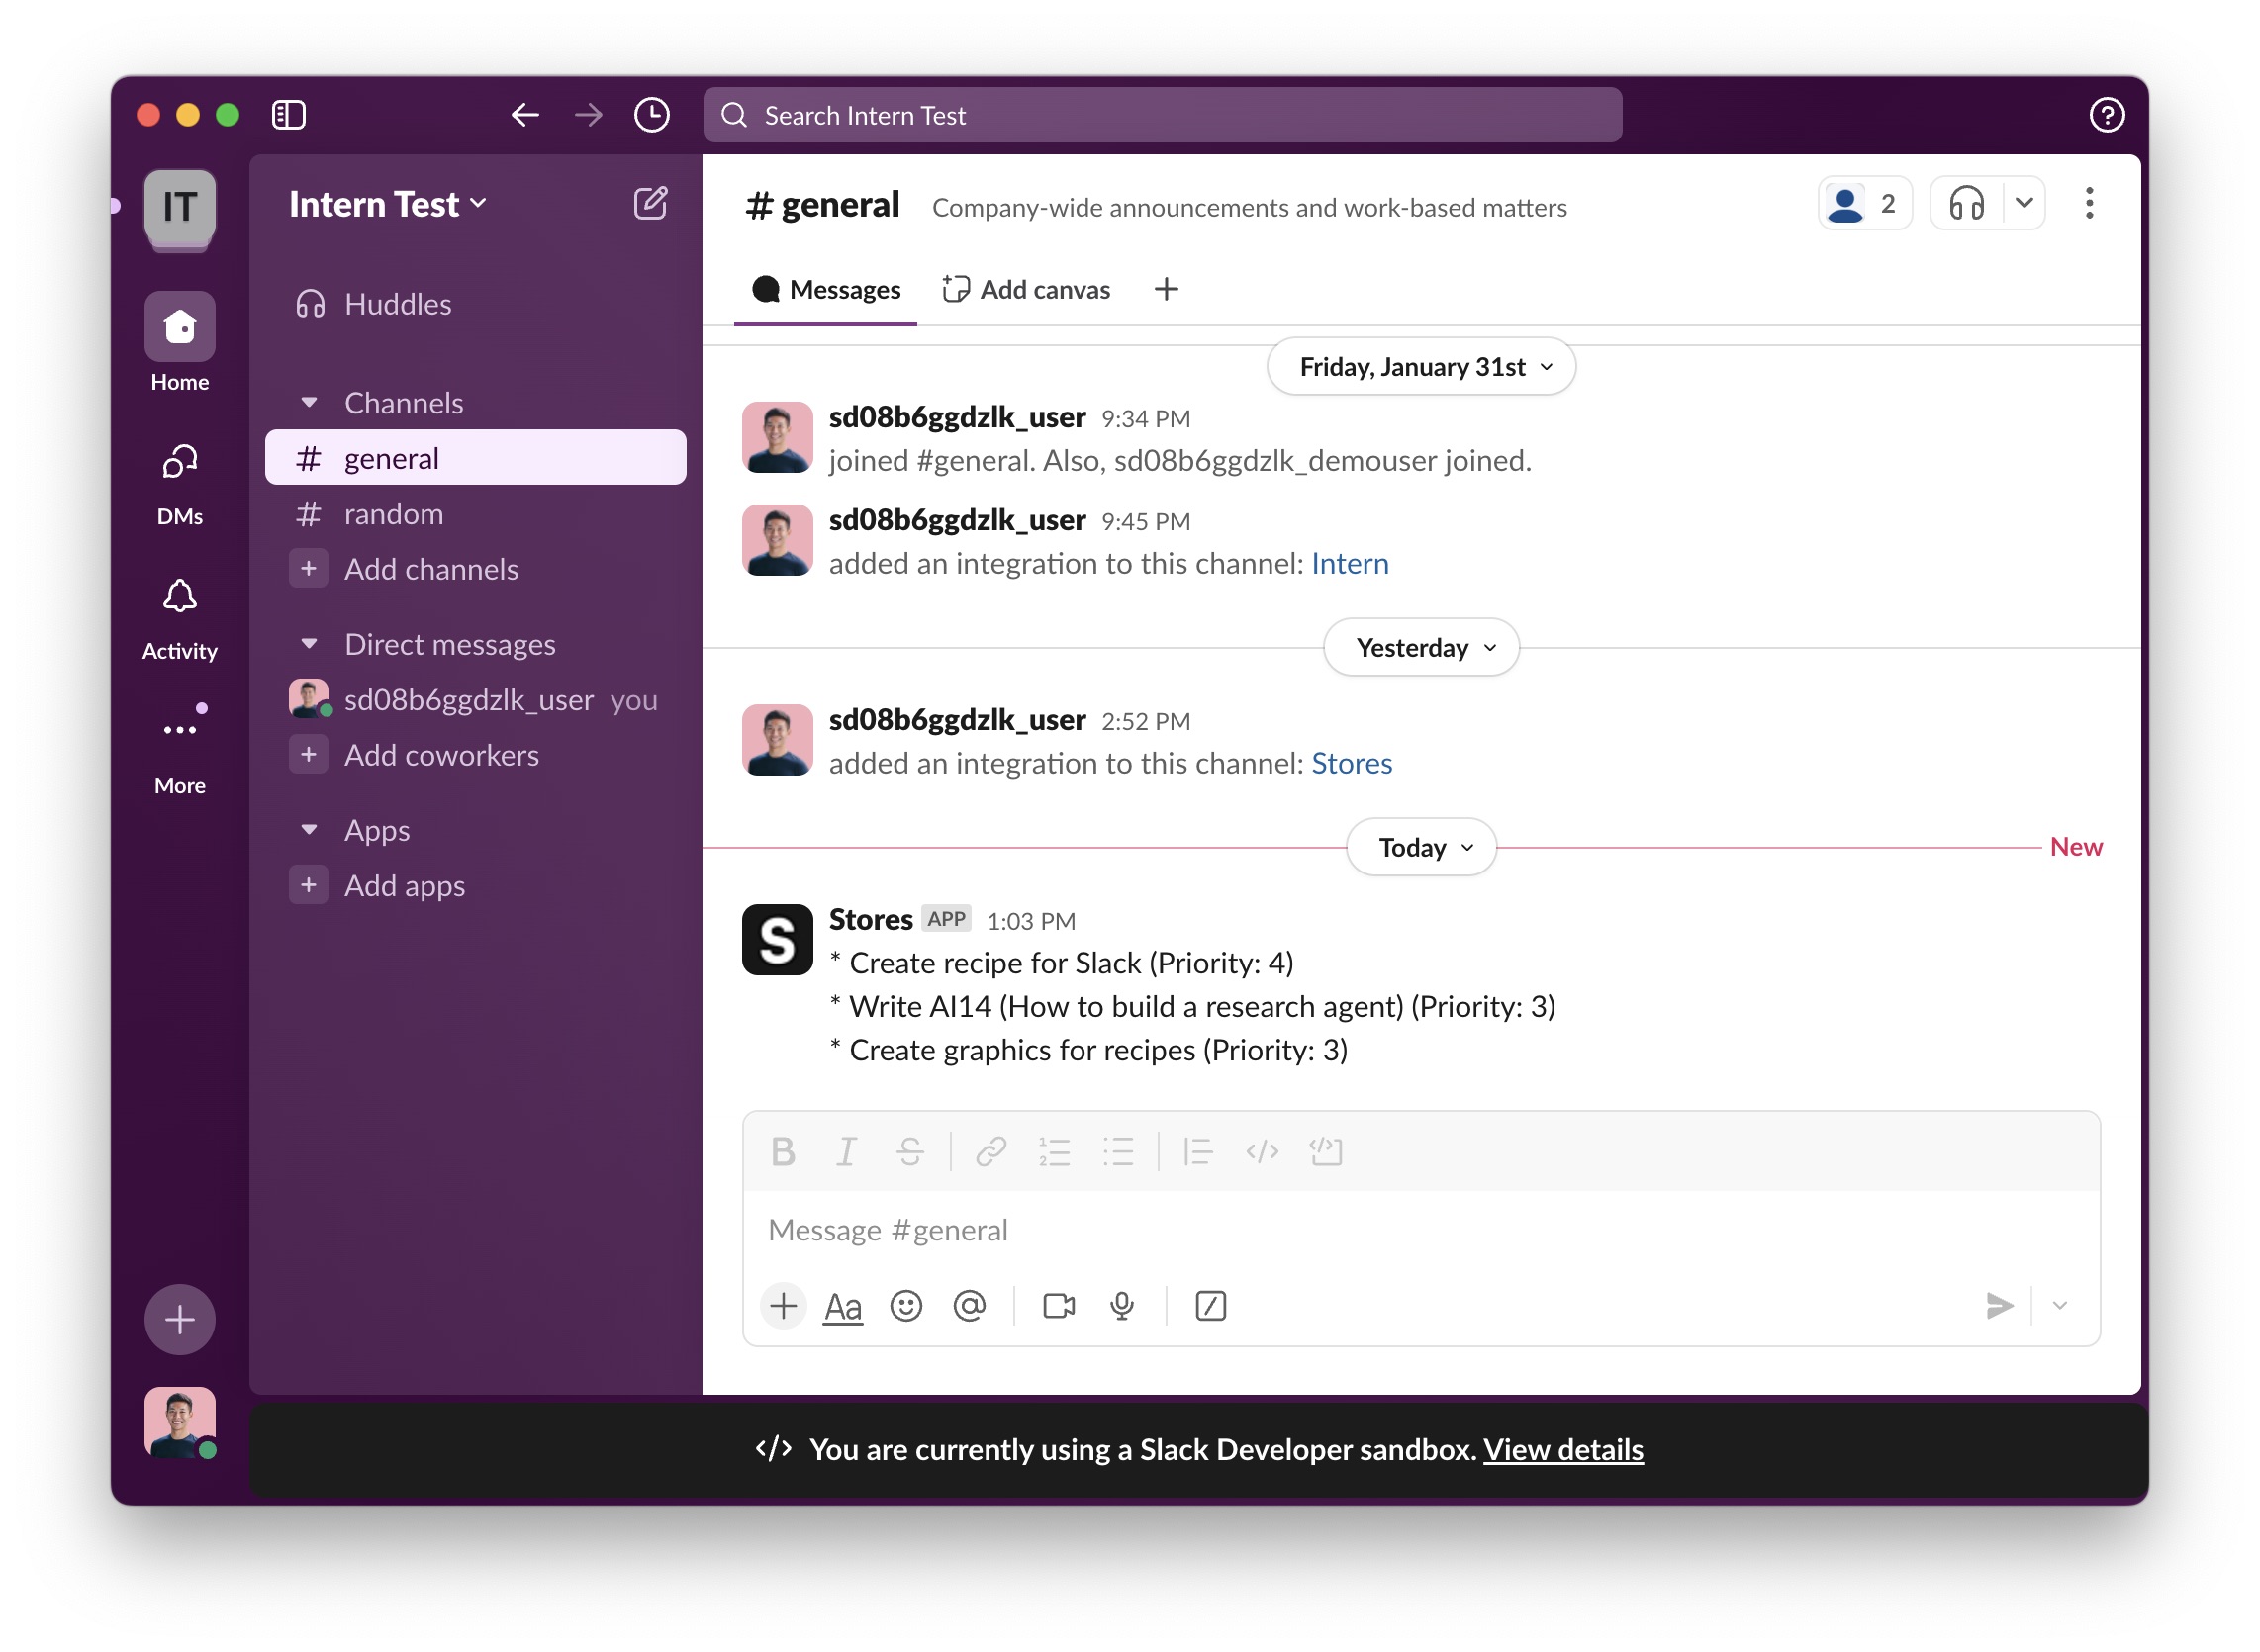 Search Intern Test
IT
Home
DMs
Activity
More
Intern Test
Huddles
Channels
# general
# random
+ Add channels
Direct messages
sd08b6ggdzlk_user you
+ Add coworkers
Apps
+ Add apps
# general Company-wide announcements and work-based matters
2
Messages Add canvas +
Friday, January 31st
sd08b6ggdzlk_user 9:34 PM
joined #general. Also, sd08b6ggdzlk_demouser joined.
sd08b6ggdzlk_user 9:45 PM
added an integration to this channel: Intern
Yesterday
sd08b6ggdzlk_user 2:52 PM
added an integration to this channel: Stores
Today
New
S
Stores APP 1:03 PM
* Create recipe for Slack (Priority: 4)
* Write AI14 (How to build a research agent) (Priority: 3)
* Create graphics for recipes (Priority: 3)
Message #general
Aa
</> You are currently using a Slack Developer sandbox. View details